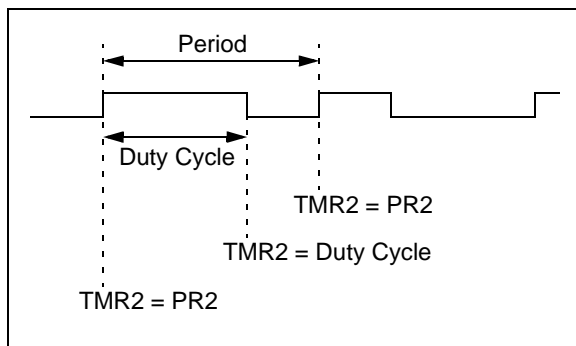 Period
Duty Cycle
TMR2 = PR2
TMR2 = Duty Cycle
TMR2 = PR2